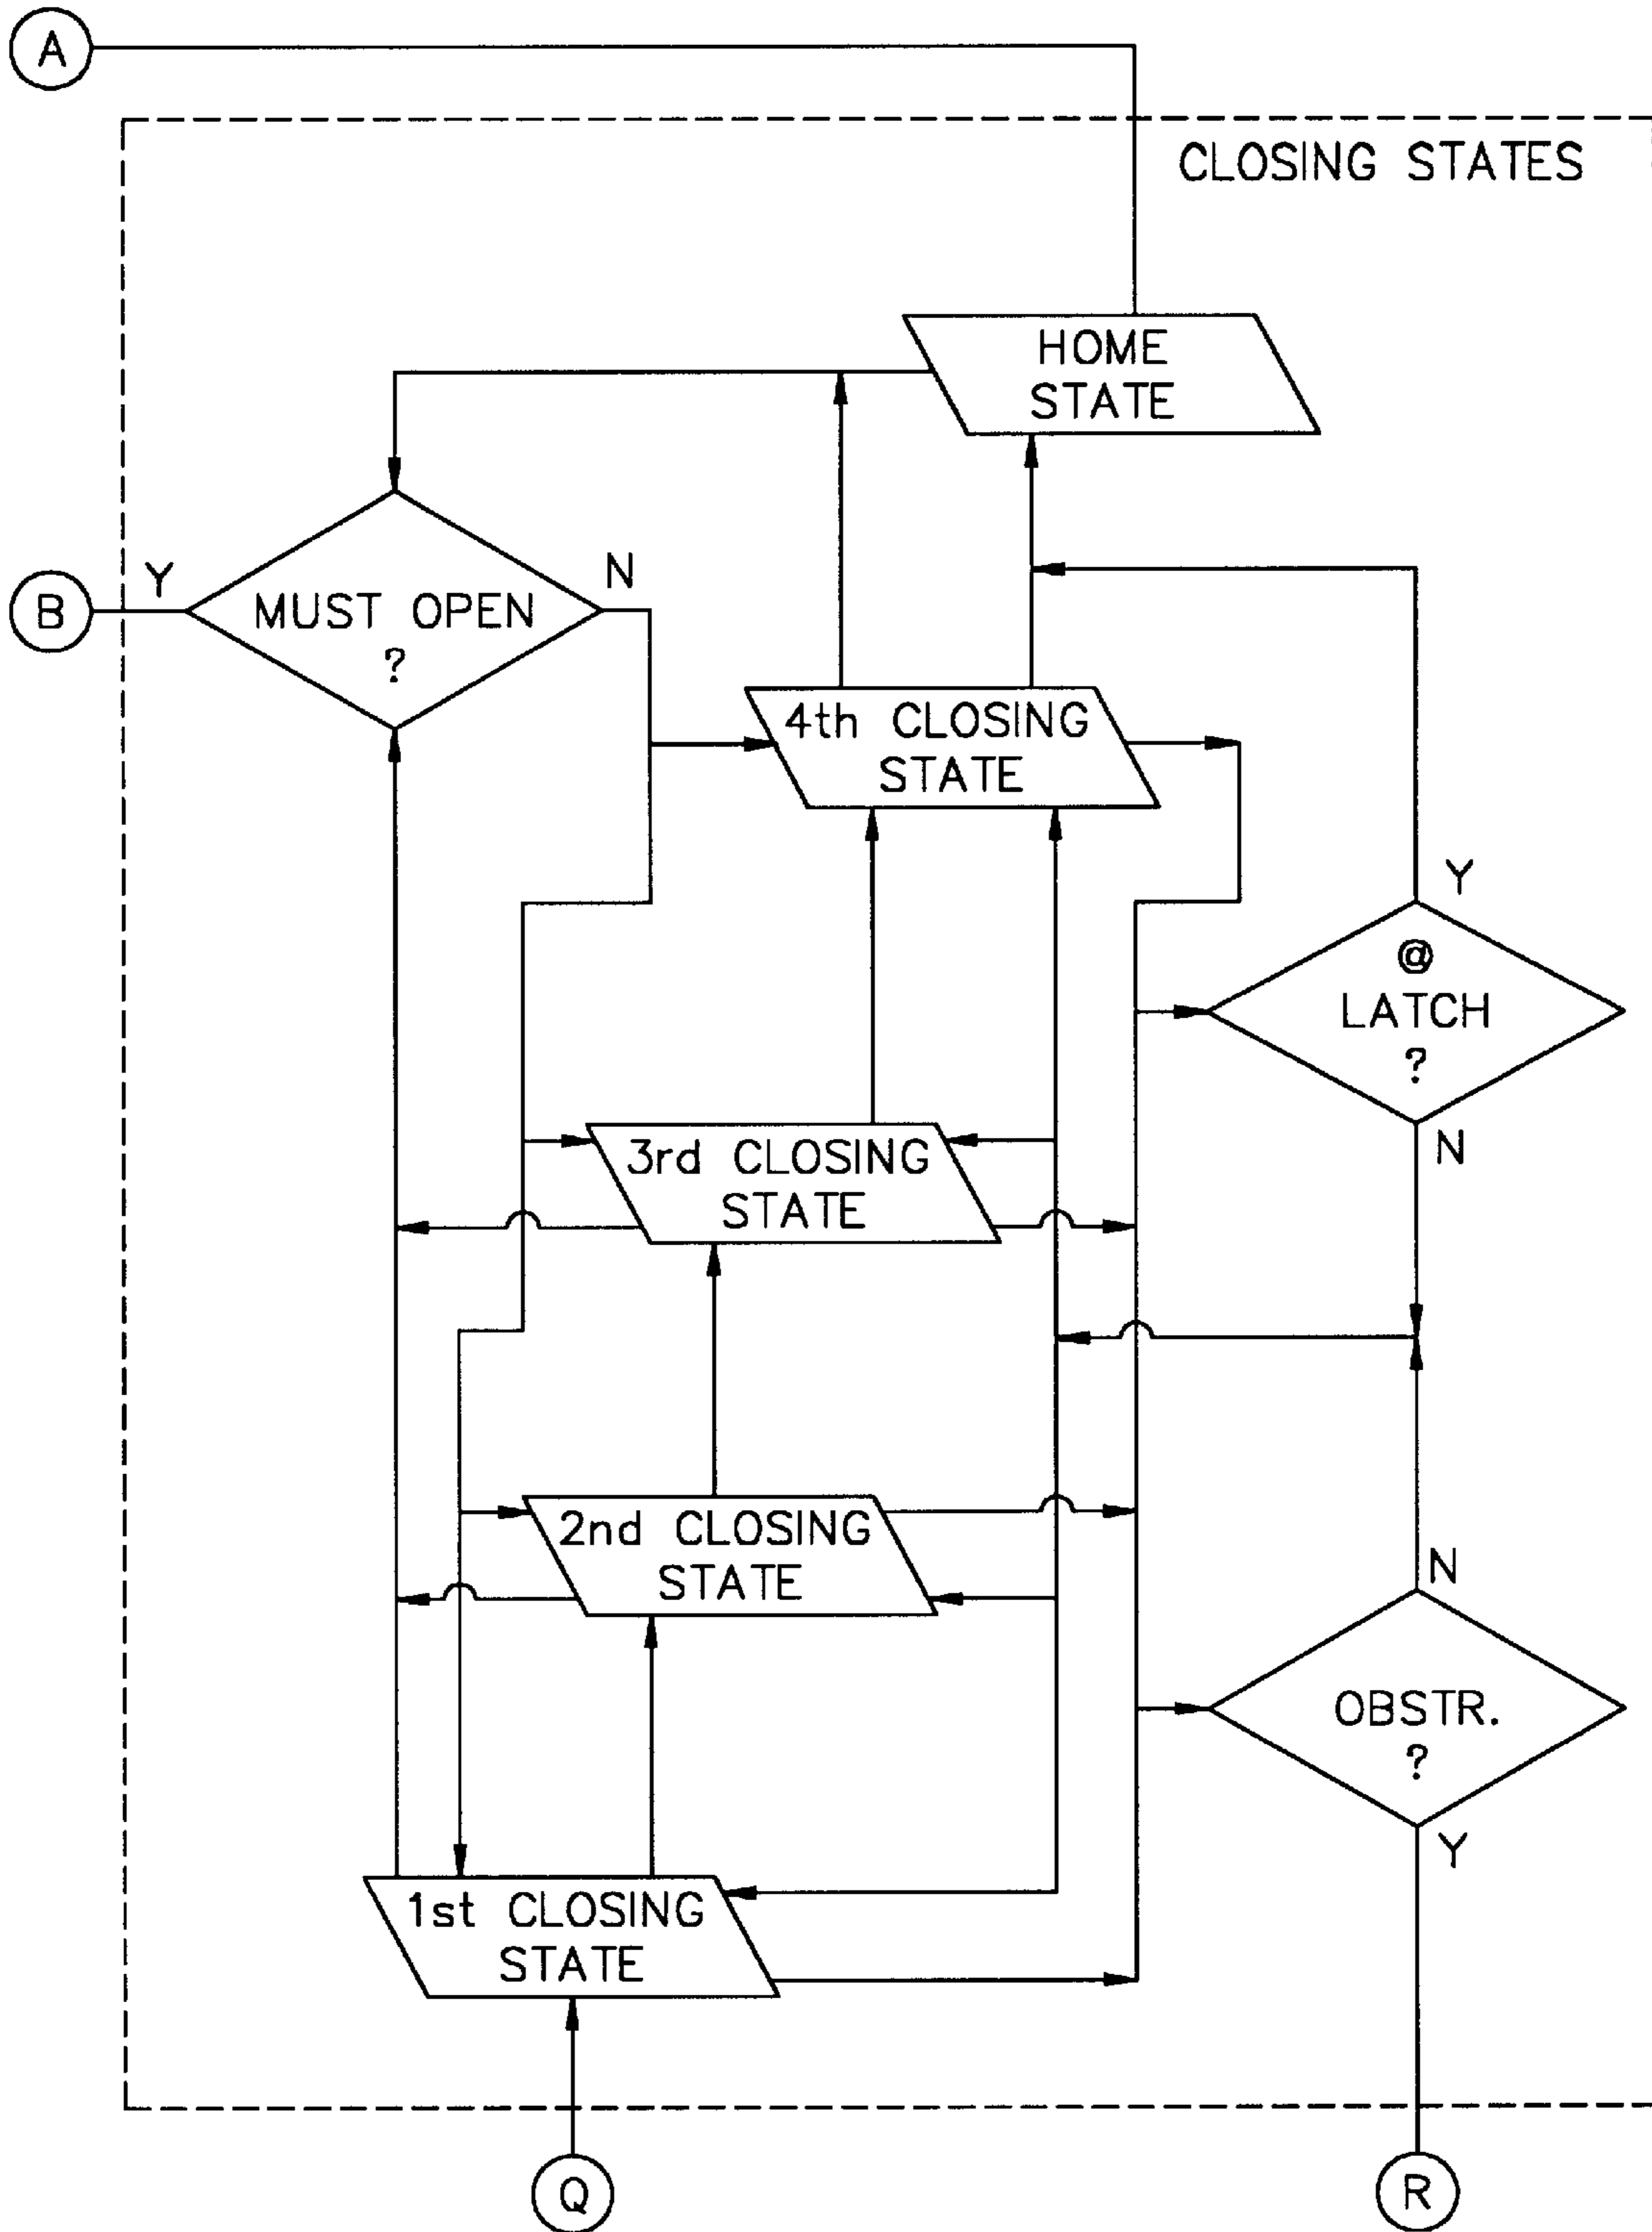 A
CLOSING STATES
HOME
STATE
Y
N
B
MUST OPEN
?
4th CLOSING
STATE
Y
@
LATCH
?
N
3rd CLOSING
STATE
2nd CLOSING
STATE
N
OBSTR.
?
Y
1st CLOSING
STATE
Q
R